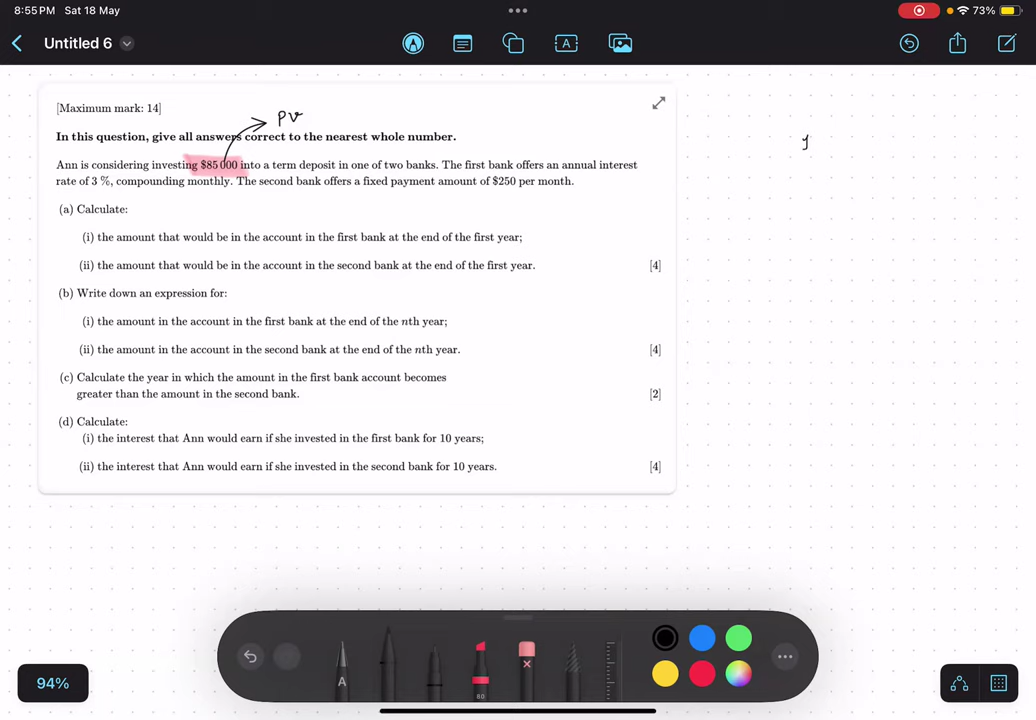 8:55 PM Sat 18 May
73%
Untitled 6
A
[Maximum mark: 14]
PV
In this question, give all answers correct to the nearest whole number.
Ann is considering investing $85 000 into a term deposit in one of two banks. The first bank offers an annual interest
rate of 3 %, compounding monthly. The second bank offers a fixed payment amount of $250 per month.
(a) Calculate:
(i) the amount that would be in the account in the first bank at the end of the first year;
(ii) the amount that would be in the account in the second bank at the end of the first year. [4]
(b) Write down an expression for:
(i) the amount in the account in the first bank at the end of the nth year;
(ii) the amount in the account in the second bank at the end of the nth year. [4]
(c) Calculate the year in which the amount in the first bank account becomes
greater than the amount in the second bank. [2]
(d) Calculate:
(i) the interest that Ann would earn if she invested in the first bank for 10 years;
(ii) the interest that Ann would earn if she invested in the second bank for 10 years. [4]
A
80
94%